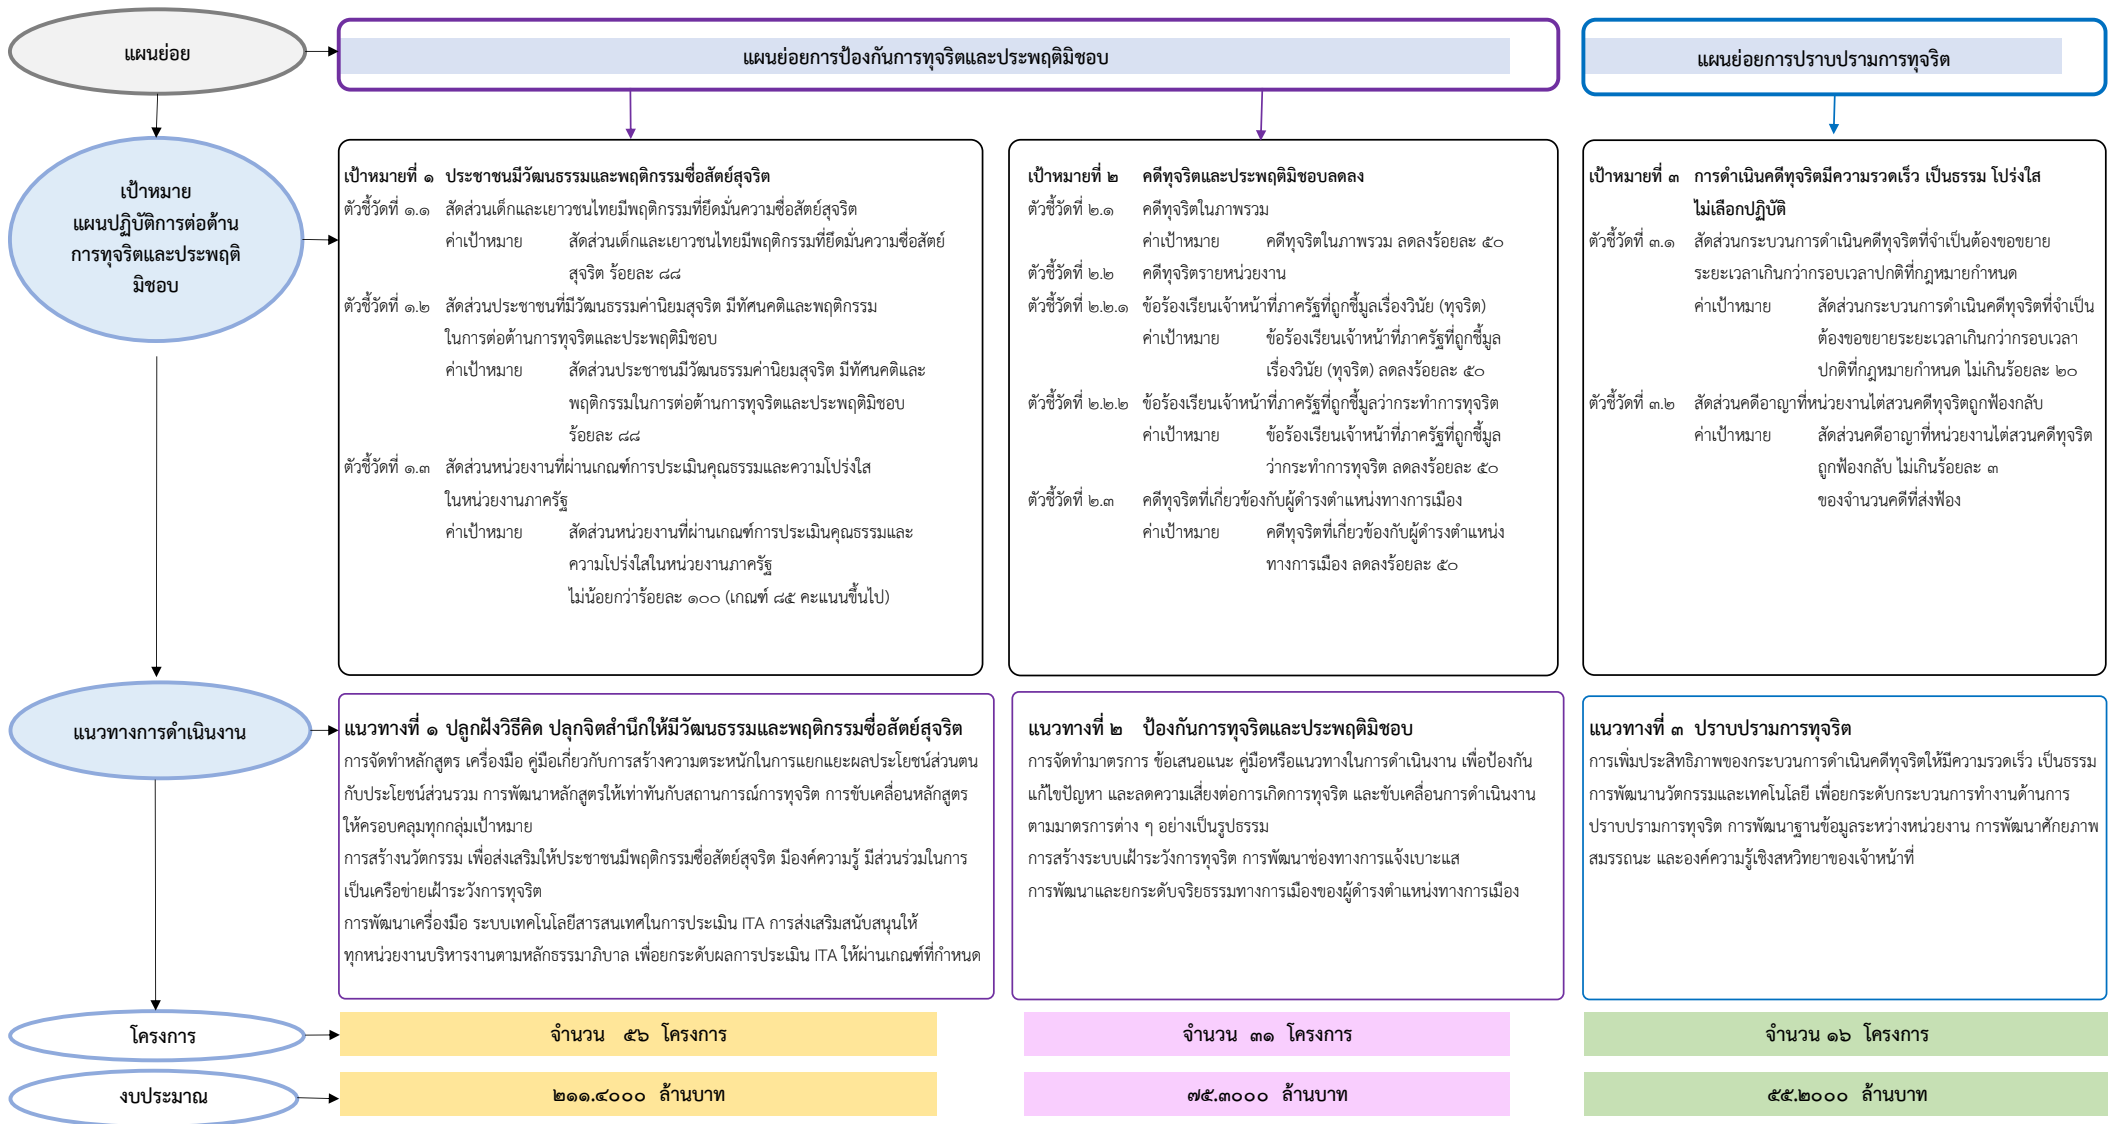 แผนย่อย
แผนย่อยการป้องกันการทุจริตและประพฤติมิชอบ
แผนย่อยการปราบปรามการทุจริต
เป้าหมาย
แผนปฏิบัติการต่อต้าน
การทุจริตและประพฤติ
มิชอบ
เป้าหมายที่ ๑ ประชาชนมีวัฒนธรรมและพฤติกรรมซื่อสัตย์สุจริต
ตัวชี้วัดที่ ๑.๑ สัดส่วนเด็กและเยาวชนไทยมีพฤติกรรมที่ยึดมั่นความซื่อสัตย์สุจริต
ค่าเป้าหมาย สัดส่วนเด็กและเยาวชนไทยมีพฤติกรรมที่ยึดมั่นความซื่อสัตย์
สุจริต ร้อยละ ๘๘
ตัวชี้วัดที่ ๑.๒ สัดส่วนประชาชนที่มีวัฒนธรรมค่านิยมสุจริต มีทัศนคติและพฤติกรรม
ในการต่อต้านการทุจริตและประพฤติมิชอบ
ค่าเป้าหมาย สัดส่วนประชาชนมีวัฒนธรรมค่านิยมสุจริต มีทัศนคติและ
พฤติกรรมในการต่อต้านการทุจริตและประพฤติมิชอบ
ร้อยละ ๘๘
ตัวชี้วัดที่ ๑.๓ สัดส่วนหน่วยงานที่ผ่านเกณฑ์การประเมินคุณธรรมและความโปร่งใส
ในหน่วยงานภาครัฐ
ค่าเป้าหมาย สัดส่วนหน่วยงานที่ผ่านเกณฑ์การประเมินคุณธรรมและ
ความโปร่งใสในหน่วยงานภาครัฐ
ไม่น้อยกว่าร้อยละ ๑๐๐ (เกณฑ์ ๘๕ คะแนนขึ้นไป)
เป้าหมายที่ ๒ คดีทุจริตและประพฤติมิชอบลดลง
ตัวชี้วัดที่ ๒.๑ คดีทุจริตในภาพรวม
ค่าเป้าหมาย คดีทุจริตในภาพรวม ลดลงร้อยละ ๕๐
ตัวชี้วัดที่ ๒.๒ คดีทุจริตรายหน่วยงาน
ตัวชี้วัดที่ ๒.๒.๑ ข้อร้องเรียนเจ้าหน้าที่ภาครัฐที่ถูกชี้มูลเรื่องวินัย (ทุจริต)
ค่าเป้าหมาย ข้อร้องเรียนเจ้าหน้าที่ภาครัฐที่ถูกชี้มูล
เรื่องวินัย (ทุจริต) ลดลงร้อยละ ๕๐
ตัวชี้วัดที่ ๒.๒.๒ ข้อร้องเรียนเจ้าหน้าที่ภาครัฐที่ถูกชี้มูลว่ากระทำการทุจริต
ค่าเป้าหมาย ข้อร้องเรียนเจ้าหน้าที่ภาครัฐที่ถูกชี้มูล
ว่ากระทำการทุจริต ลดลงร้อยละ ๕๐
ตัวชี้วัดที่ ๒.๓ คดีทุจริตที่เกี่ยวข้องกับผู้ดำรงตำแหน่งทางการเมือง
ค่าเป้าหมาย คดีทุจริตที่เกี่ยวข้องกับผู้ดำรงตำแหน่ง
ทางการเมือง ลดลงร้อยละ ๕๐
เป้าหมายที่ ๓ การดำเนินคดีทุจริตมีความรวดเร็ว เป็นธรรม โปร่งใส
ไม่เลือกปฏิบัติ
ตัวชี้วัดที่ ๓.๑ สัดส่วนกระบวนการดำเนินคดีทุจริตที่จำเป็นต้องขอขยาย
ระยะเวลาเกินกว่ากรอบเวลาปกติที่กฎหมายกำหนด
ค่าเป้าหมาย สัดส่วนกระบวนการดำเนินคดีทุจริตที่จำเป็น
ต้องขอขยายระยะเวลาเกินกว่ากรอบเวลา
ปกติที่กฎหมายกำหนด ไม่เกินร้อยละ ๒๐
ตัวชี้วัดที่ ๓.๒ สัดส่วนคดีอาญาที่หน่วยงานไต่สวนคดีทุจริตถูกฟ้องกลับ
ค่าเป้าหมาย สัดส่วนคดีอาญาที่หน่วยงานไต่สวนคดีทุจริต
ถูกฟ้องกลับ ไม่เกินร้อยละ ๓
ของจำนวนคดีที่ส่งฟ้อง
แนวทางการดำเนินงาน
แนวทางที่ ๑ ปลูกฝังวิธีคิด ปลุกจิตสำนึกให้มีวัฒนธรรมและพฤติกรรมซื่อสัตย์สุจริต
การจัดทำหลักสูตร เครื่องมือ คู่มือเกี่ยวกับการสร้างความตระหนักในการแยกแยะผลประโยชน์ส่วนตน
กับประโยชน์ส่วนรวม การพัฒนาหลักสูตรให้เท่าทันกับสถานการณ์การทุจริต การขับเคลื่อนหลักสูตร
ให้ครอบคลุมทุกกลุ่มเป้าหมาย
การสร้างนวัตกรรม เพื่อส่งเสริมให้ประชาชนมีพฤติกรรมซื่อสัตย์สุจริต มีองค์ความรู้ มีส่วนร่วมในการ
เป็นเครือข่ายเฝ้าระวังการทุจริต
การพัฒนาเครื่องมือ ระบบเทคโนโลยีสารสนเทศในการประเมิน ITA การส่งเสริมสนับสนุนให้
ทุกหน่วยงานบริหารงานตามหลักธรรมาภิบาล เพื่อยกระดับผลการประเมิน ITA ให้ผ่านเกณฑ์ที่กำหนด
แนวทางที่ ๒ ป้องกันการทุจริตและประพฤติมิชอบ
การจัดทำมาตรการ ข้อเสนอแนะ คู่มือหรือแนวทางในการดำเนินงาน เพื่อป้องกัน
แก้ไขปัญหา และลดความเสี่ยงต่อการเกิดการทุจริต และขับเคลื่อนการดำเนินงาน
ตามมาตรการต่าง ๆ อย่างเป็นรูปธรรม
การสร้างระบบเฝ้าระวังการทุจริต การพัฒนาช่องทางการแจ้งเบาะแส
การพัฒนาและยกระดับจริยธรรมทางการเมืองของผู้ดำรงตำแหน่งทางการเมือง
แนวทางที่ ๓ ปราบปรามการทุจริต
การเพิ่มประสิทธิภาพของกระบวนการดำเนินคดีทุจริตให้มีความรวดเร็ว เป็นธรรม
การพัฒนานวัตกรรมและเทคโนโลยี เพื่อยกระดับกระบวนการทำงานด้านการ
ปราบปรามการทุจริต การพัฒนาฐานข้อมูลระหว่างหน่วยงาน การพัฒนาศักยภาพ
สมรรถนะ และองค์ความรู้เชิงสหวิทยาของเจ้าหน้าที่
โครงการ
จำนวน ๕๖ โครงการ
จำนวน ๓๑ โครงการ
จำนวน ๑๖ โครงการ
งบประมาณ
๒๑๑.๔๐๐๐ ล้านบาท
๗๕.๓๐๐๐ ล้านบาท
๕๕.๒๐๐๐ ล้านบาท